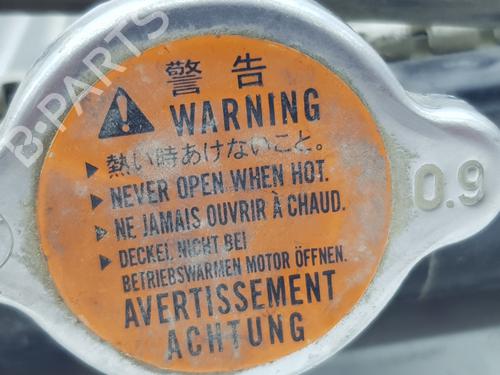 B-PARTS
警告
WARNING
▶ 熱い時あけないこと。
▶ NEVER OPEN WHEN HOT.
▶ NE JAMAIS OUVRIR À CHAUD.
▶ DECKEL NICHT BEI
BETRIEBSWARMEN MOTOR ÖFFNEN.
AVERTISSEMENT
ACHTUNG
0.9